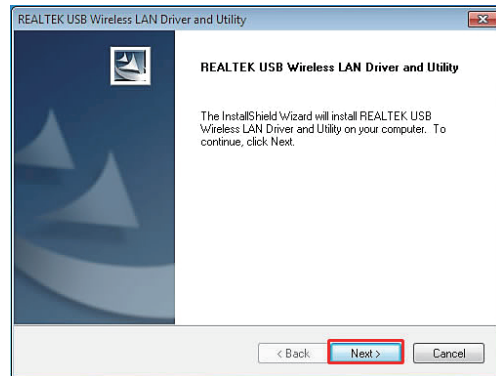 REALTEK USB Wireless LAN Driver and Utility
REALTEK USB Wireless LAN Driver and Utility
The InstallShield Wizard will install REALTEK USB
Wireless LAN Driver and Utility on your computer. To
continue, click Next.
< Back
Next >
Cancel